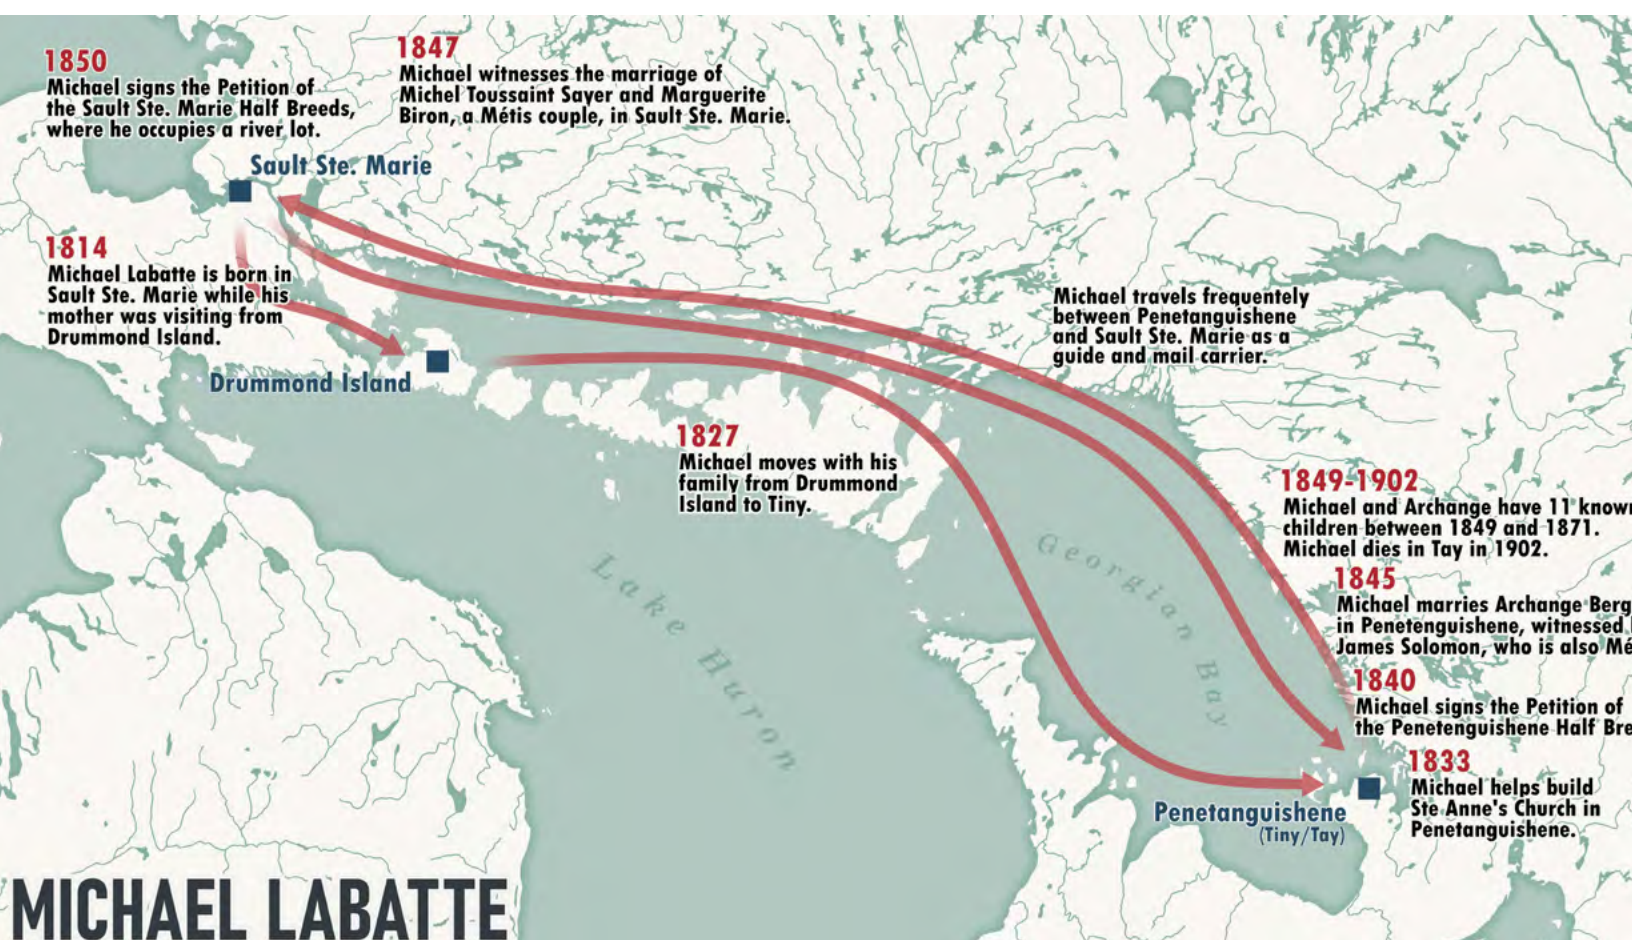 1850
Michael signs the Petition of
the Sault Ste. Marie Half Breeds,
where he occupies a river lot.
1847
Michael witnesses the marriage of
Michel Toussaint Sayer and Marguerite
Biron, a Métis couple, in Sault Ste. Marie.
Sault Ste. Marie
1814
Michael Labatte is born in
Sault Ste. Marie while his
mother was visiting from
Drummond Island.
Drummond Island
Michael travels frequentely
between Penetanguishene
and Sault Ste. Marie as a
guide and mail carrier.
1827
Michael moves with his
family from Drummond
Island to Tiny.
Lake Huron
Georgian Bay
1849-1902
Michael and Archange have 11 known
children between 1849 and 1871.
Michael dies in Tay in 1902.
1845
Michael marries Archange
in Penetenguishene, witnessed
James Solomon, who is also
1840
Michael signs the Petition of
the Penetenguishene Half
1833
Michael helps build
Ste Anne's Church in
Penetanguishene.
Penetanguishene
(Tiny/Tay)
MICHAEL LABATTE